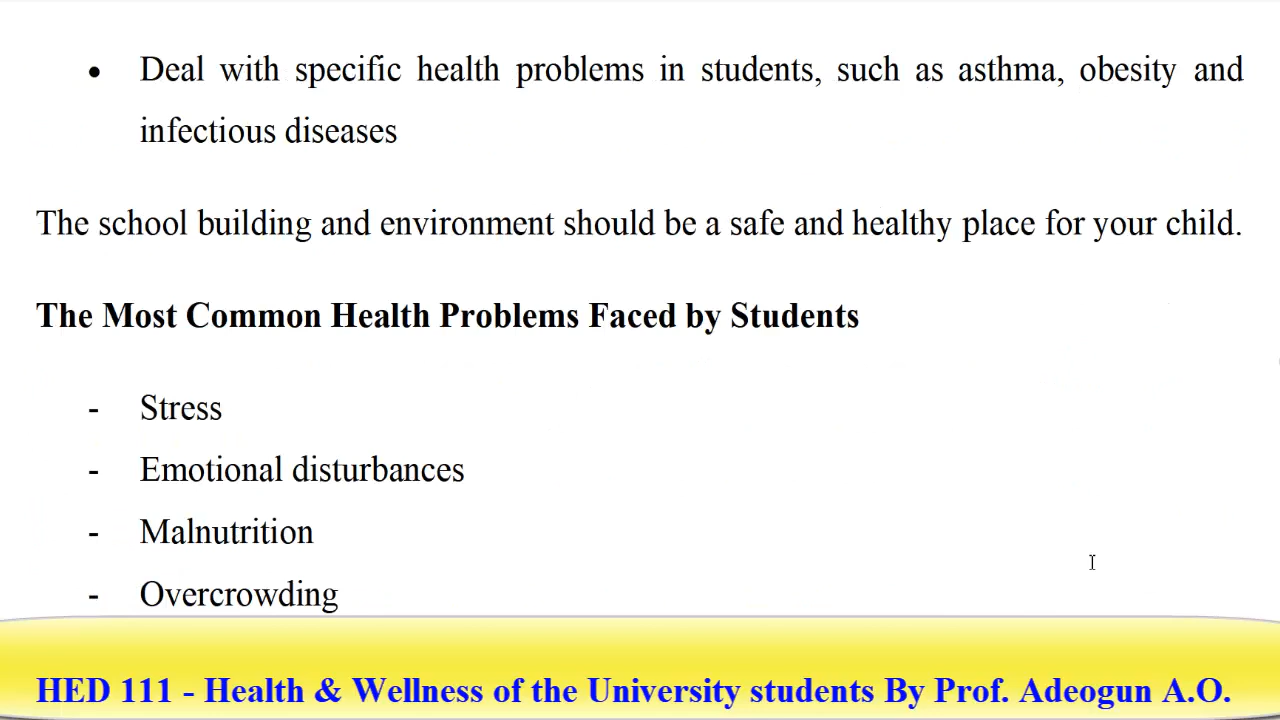 • Deal with specific health problems in students, such as asthma, obesity and
infectious diseases
The school building and environment should be a safe and healthy place for your child.
The Most Common Health Problems Faced by Students
- Stress
- Emotional disturbances
- Malnutrition
- Overcrowding
HED 111 - Health & Wellness of the University students By Prof. Adeogun A.O.